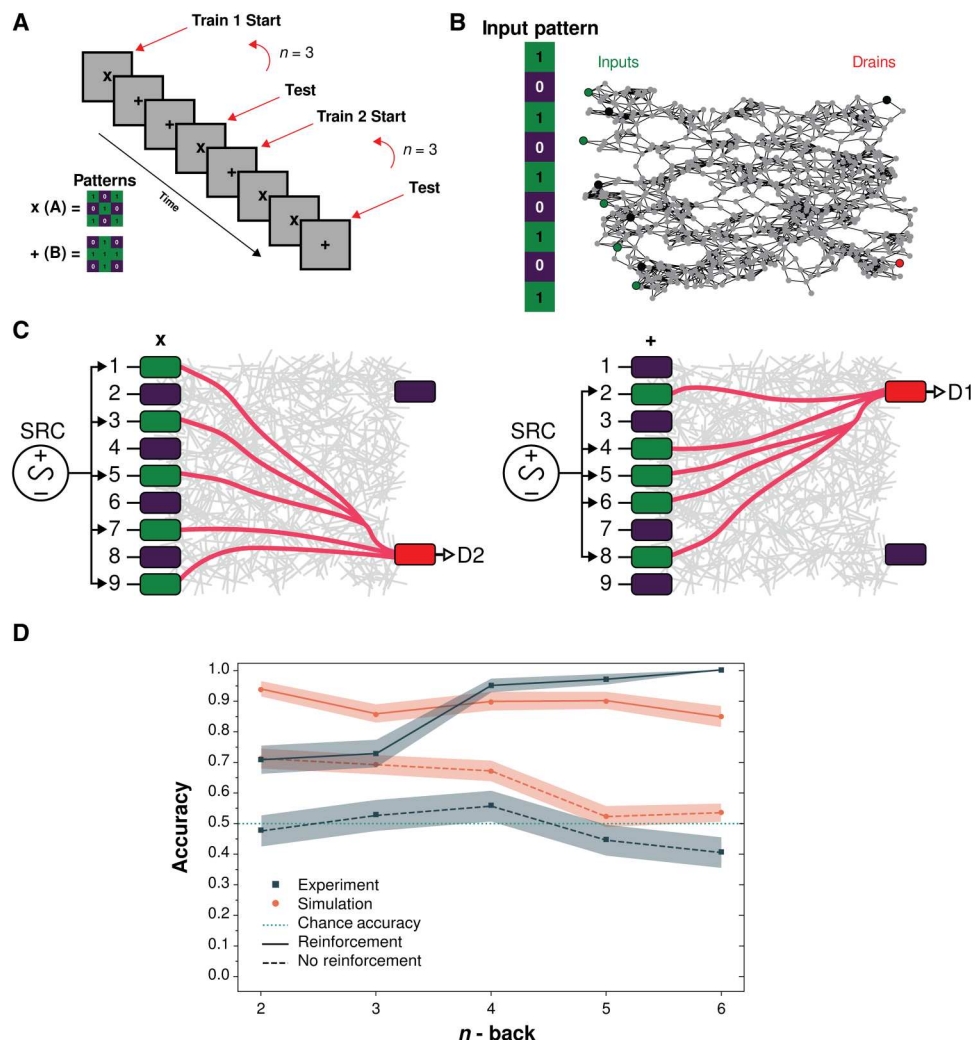 A
Train 1 Start
n = 3
x
+
+
Test
x
Train 2 Start
+
n = 3
x
x
Test
+
Time
Patterns
x (A) =
1 0 1
0 1 0
1 0 1
+ (B) =
0 1 0
1 1 1
0 1 0
B
Input pattern
1
0
1
0
1
0
1
0
1
Inputs
Drains
C
x
SRC
+
1
2
3
4
5
6
7
8
9
D2
+
SRC
+
1
2
3
4
5
6
7
8
9
D1
D
Accuracy
1.0
0.9
0.8
0.7
0.6
0.5
0.4
0.3
0.2
0.1
0.0
Experiment
Simulation
Chance accuracy
Reinforcement
No reinforcement
2 3 4 5 6
n - back